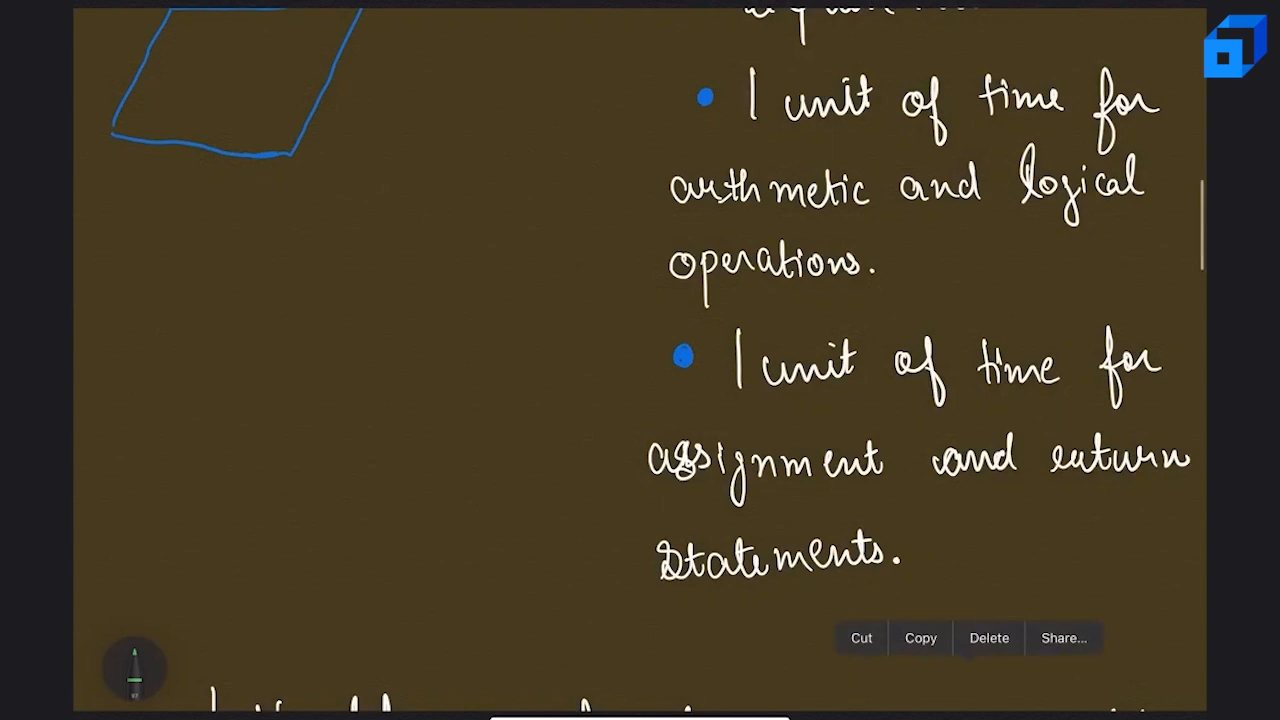 1 unit of time for
arithmetic and logical
operations.
1 unit of time for
assignment and return
statements.
Cut Copy Delete Share...